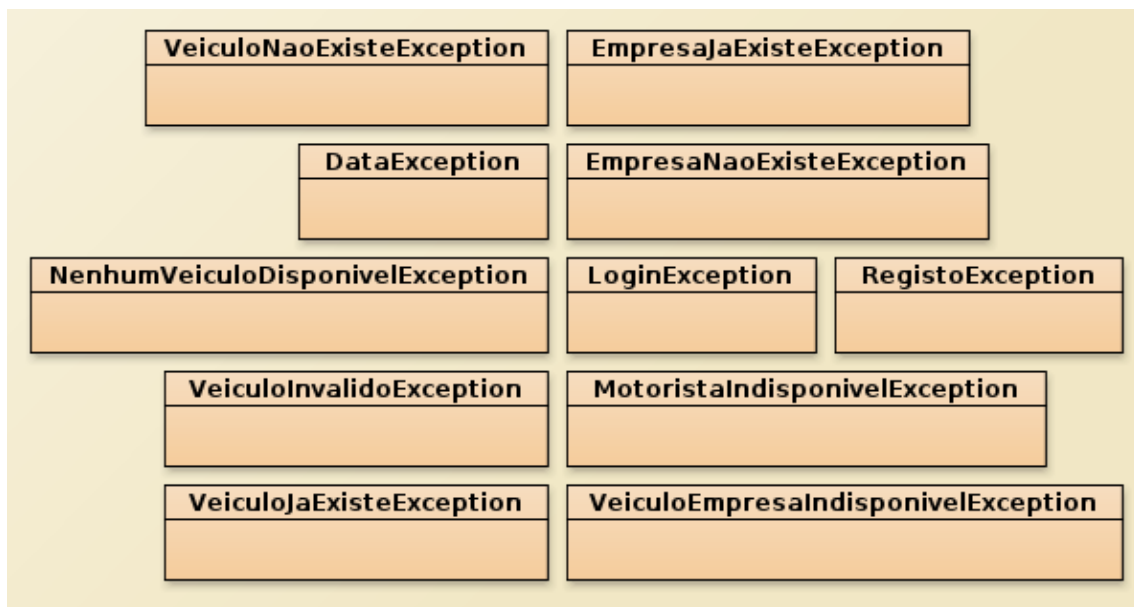 VeiculoNaoExisteException
EmpresaJaExisteException
DataException
EmpresaNaoExisteException
NenhumVeiculoDisponivelException
LoginException
RegistoException
VeiculoInvalidoException
MotoristaIndisponivelException
VeiculoJaExisteException
VeiculoEmpresaIndisponivelException